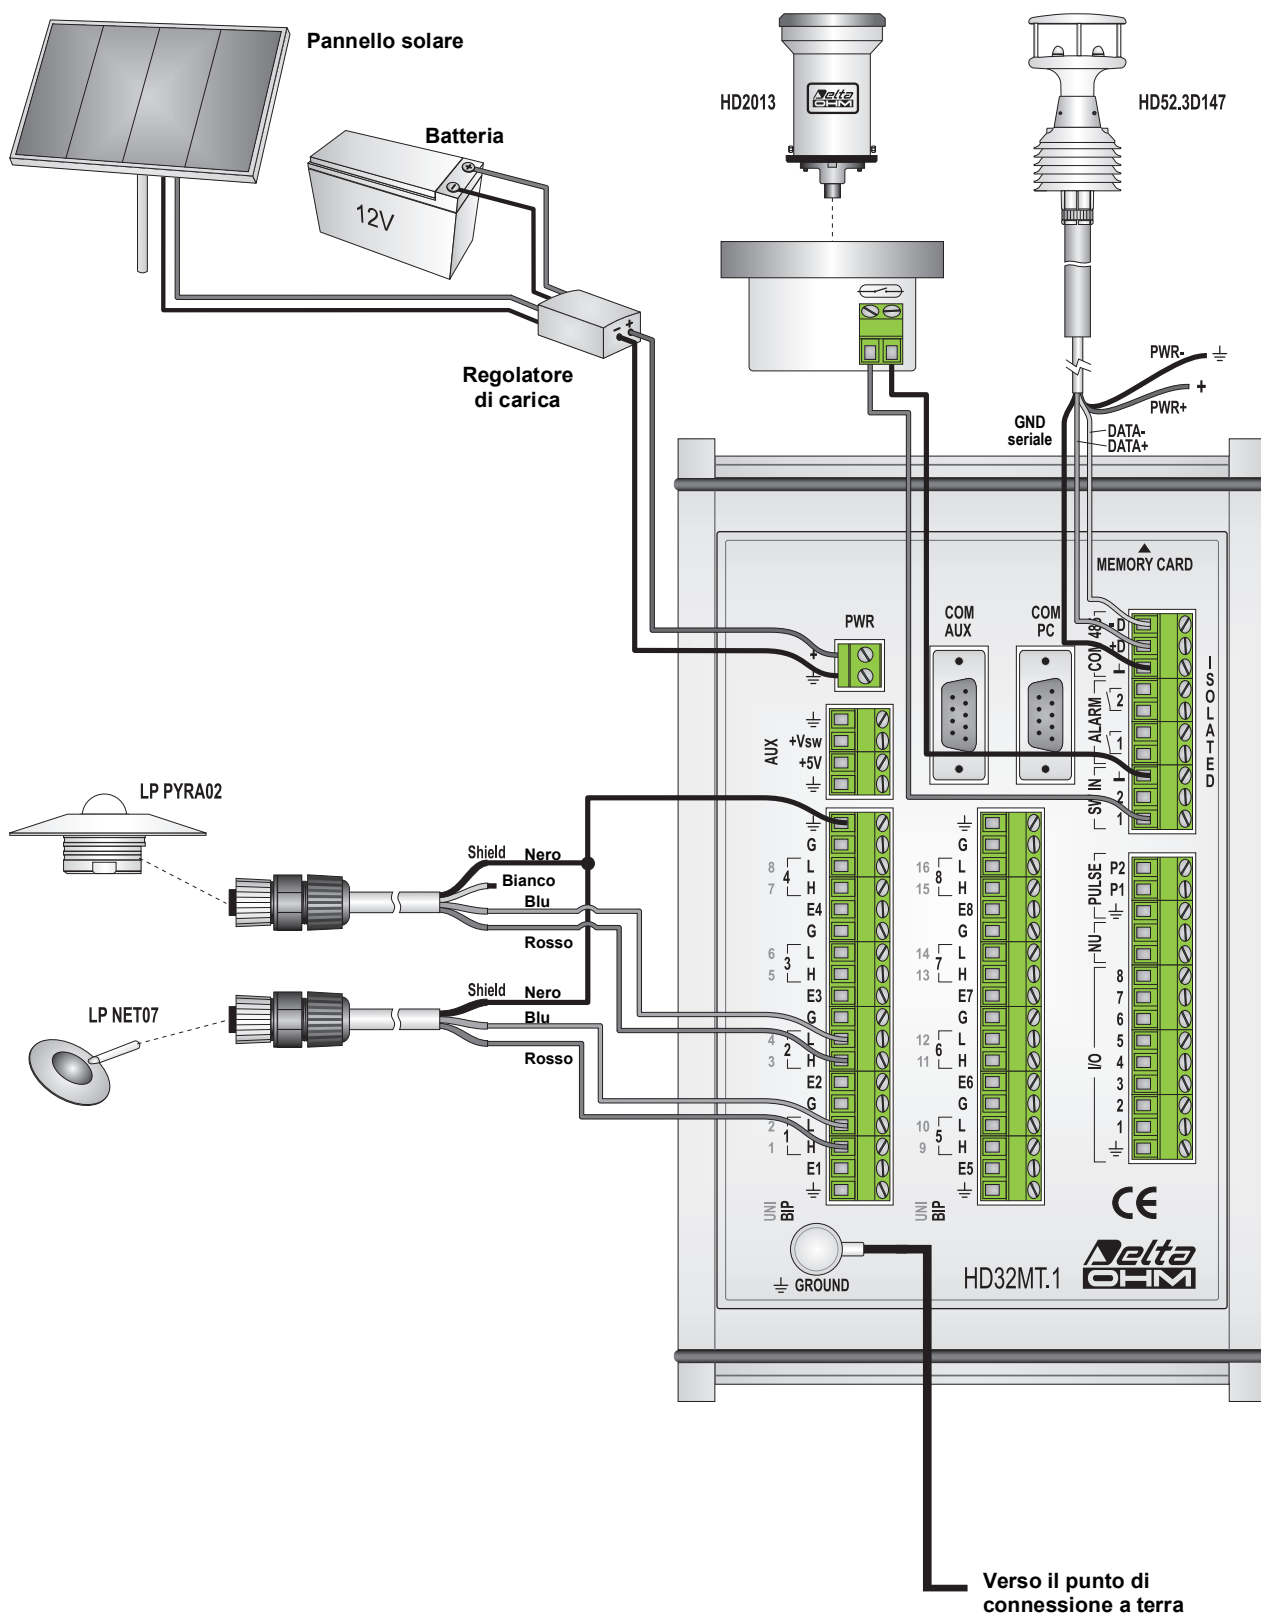 Pannello solare
Batteria
12V
- +
Regolatore
di carica
HD2013
Delta
OHM
HD52.3D147
PWR-
+
PWR+
GND
seriale
DATA-
DATA+
MEMORY CARD
PWR
+
COM
AUX
COM
PC
COM 485
-D
+D
ALARM
2
1
SW IN
2
1
ISOLATED
AUX
+Vsw
+5V
LP PYRA02
Shield Nero
Bianco
Blu
Rosso
LP NET07
Shield Nero
Blu
Rosso
G
8 4 L
7 H
E4
G
6 3 L
5 H
E3
G
4 2 L
3 H
E2
G
2 1 L
1 H
E1
UNI
BIP
G
16 8 L
15 H
E8
G
14 7 L
13 H
E7
G
12 6 L
11 H
E6
G
10 5 L
9 H
E5
UNI
BIP
PULSE
P2
P1
NU
I/O
8
7
6
5
4
3
2
1
CE
GROUND
HD32MT.1
Delta
OHM
Verso il punto di
connessione a terra